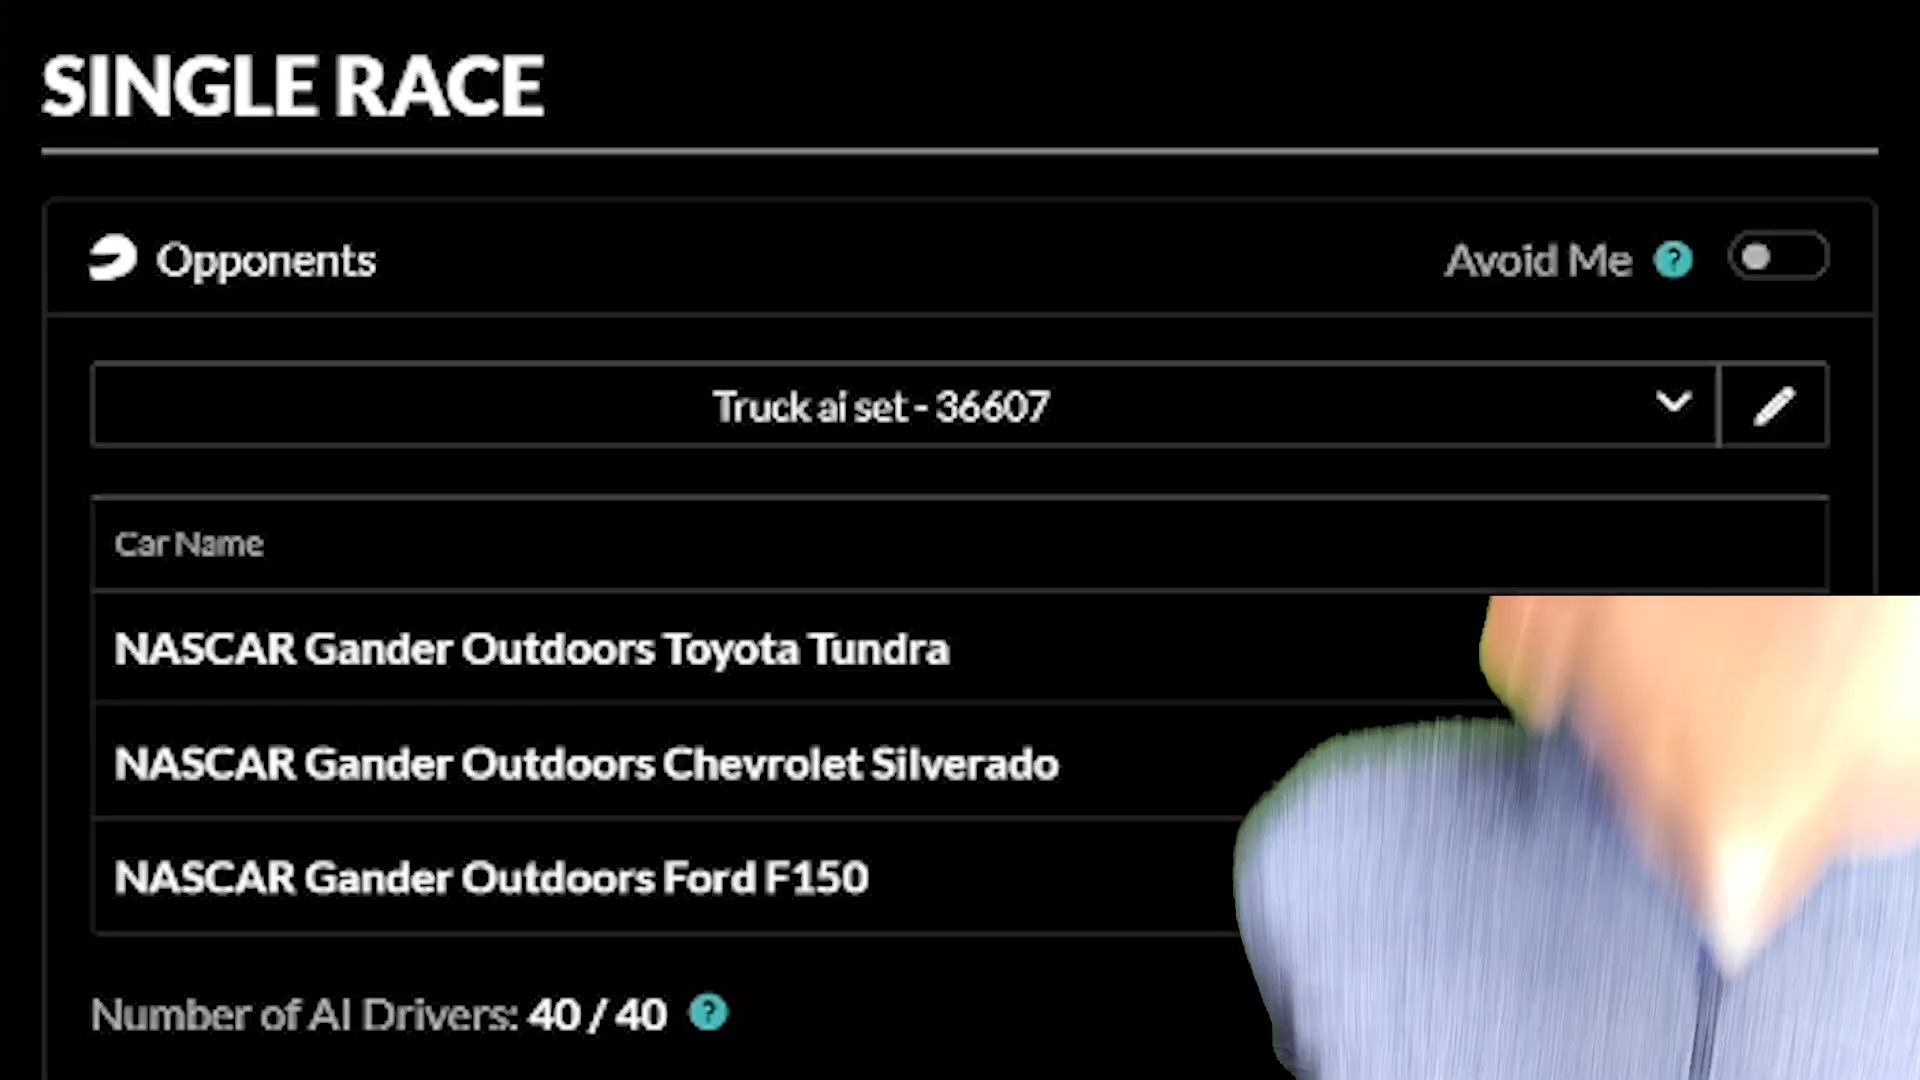 SINGLE RACE
Opponents
Avoid Me ?
Truck ai set - 36607
Car Name
NASCAR Gander Outdoors Toyota Tundra
NASCAR Gander Outdoors Chevrolet Silverado
NASCAR Gander Outdoors Ford F150
Number of AI Drivers: 40 / 40 ?